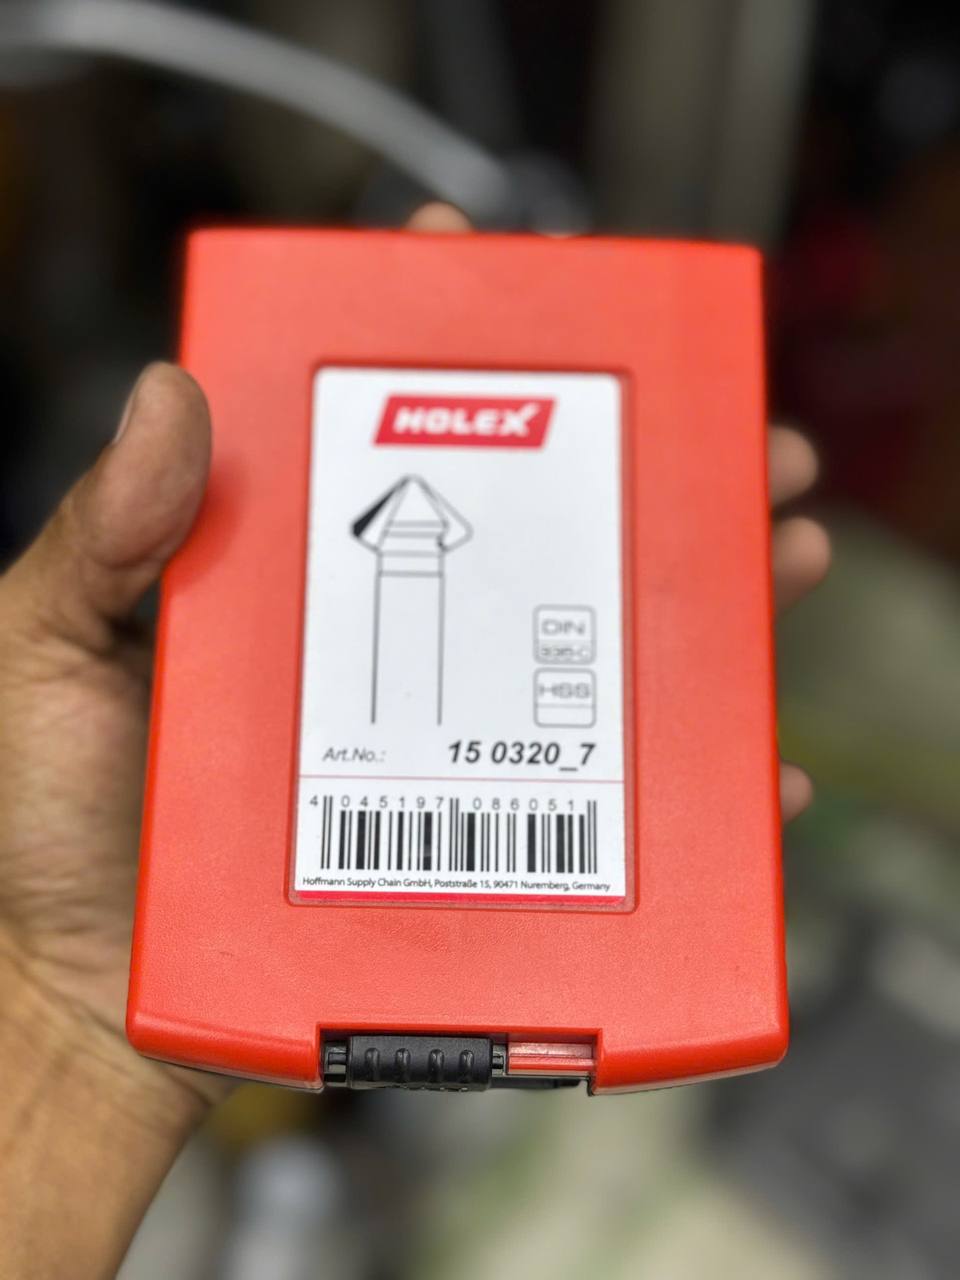 HOLEX
DIN
335-C
HSS
Art.No.: 15 0320_7
4 045197 086051
Hoffmann Supply Chain GmbH, Poststraße 15, 90471 Nuremberg, Germany